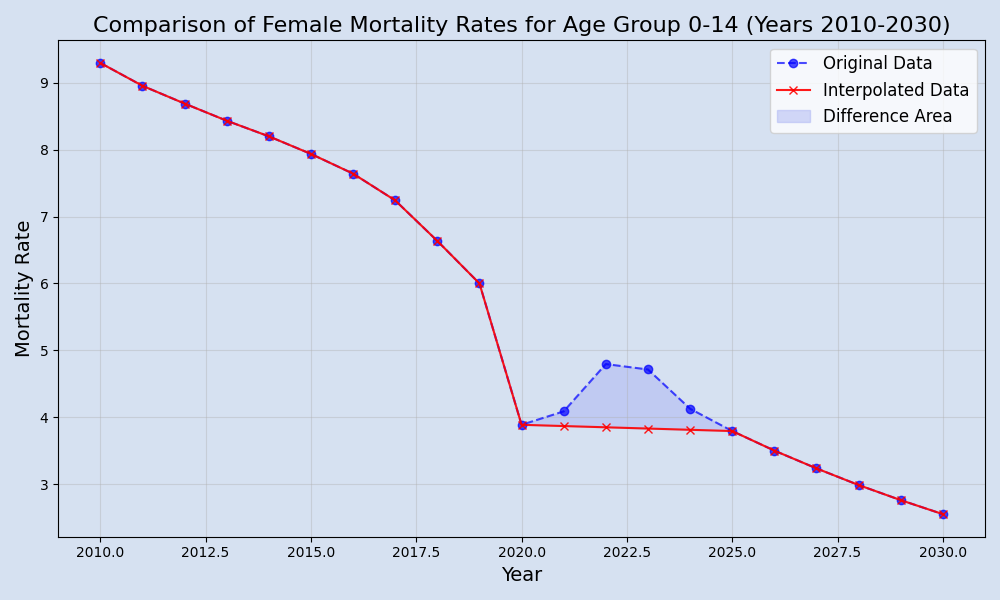 Comparison of Female Mortality Rates for Age Group 0-14 (Years 2010-2030)
Original Data
Interpolated Data
Difference Area
Mortality Rate
9
8
7
6
5
4
3
2010.0 2012.5 2015.0 2017.5 2020.0 2022.5 2025.0 2027.5 2030.0
Year